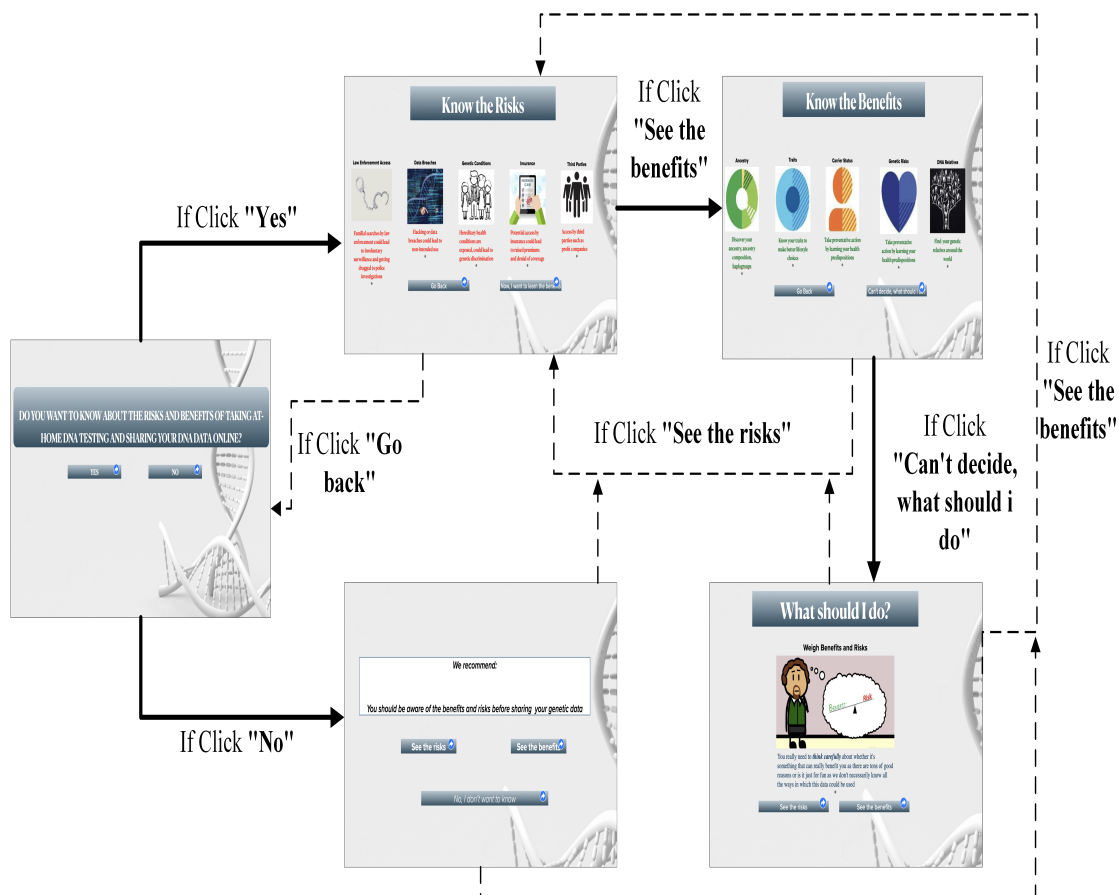 Know the Risks
Law Enforcement Access
Data Breaches
Genetic Conditions
Insurance
Third Parties
Familial searches by law
enforcement could lead
to involuntary
surveillance and getting
dragged to police
investigations
Hacking or data
breaches could lead to
non-intended use
Hereditary health
conditions are
exposed, could lead to
genetic discrimination
Potential access by
insurance could lead
to raised premiums
and denial of coverage
Access by third
parties such as
profit companies
Go Back
Now, I want to learn the
If Click
"See the
benefits"
Know the Benefits
Ancestry
Traits
Carrier Status
Genetic Risks
DNA Relatives
Discover your
ancestry, ancestry
composition,
haplogroups
Know your traits to
make better lifestyle
choices
Take preventative
action by learning your
health predispositions
Take preventative
action by learning your
health predispositions
Find your genetic
relatives around the
world
Go Back
Can't decide, what should
If Click "Yes"
DO YOU WANT TO KNOW ABOUT THE RISKS AND BENEFITS OF TAKING AT-
HOME DNA TESTING AND SHARING YOUR DNA DATA ONLINE?
YES
NO
If Click "Go
back"
If Click "See the risks"
If Click
"Can't decide,
what should i
do"
If Click
"See the
benefits"
If Click "No"
We recommend:
You should be aware of the benefits and risks before sharing your genetic data
See the risks
See the benefits
No, I don't want to know
What should I do?
Weigh Benefits and Risks
Benefit
Risk
You really need to think carefully about whether it's
something that can really benefit you as there are tons of good
reasons or is it just for fun as we don't necessarily know all
the ways in which this data could be used
See the risks
See the benefits